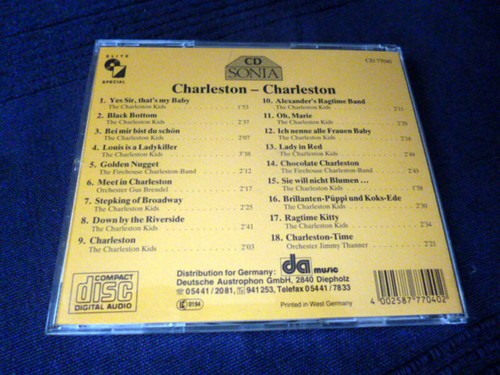 ELITE
SPECIAL
CD
SONIA
CD 77040
Charleston – Charleston
1. Yes Sir, that's my Baby
The Charleston Kids 1'53
2. Black Bottom
The Charleston Kids 2'37
3. Bei mir bist du schön
The Charleston Kids 2'07
4. Louis is a Ladykiller
The Charleston Kids 3'38
5. Golden Nugget
The Firehouse Charleston-Band 2'12
6. Meet in Charleston
Orchester Gus Brendel 2'17
7. Stepking of Broadway
The Charleston Kids 2'25
8. Down by the Riverside
The Charleston Kids 2'41
9. Charleston
The Charleston Kids 2'03
10. Alexander's Ragtime Band
The Charleston Kids
11. Oh, Marie
The Charleston Kids
12. Ich nenne alle Frauen Baby
The Charleston Kids
13. Lady in Red
The Charleston Kids 2'49
14. Chocolate Charleston
The Firehouse Charleston-Band 2'45
15. Sie will nicht Blumen ...
The Charleston Kids 1'58
16. Brillanten-Püppi und Koks-Ede
The Charleston Kids 2'30
17. Ragtime Kitty
The Charleston Kids 2'34
18. Charleston-Time
Orchester Jimmy Thanner 2'21
COMPACT
disc
DIGITAL AUDIO
Distribution for Germany:
da music
Deutsche Austrophon GmbH, 2840 Diepholz
05441/2081, 941253, Telefax 05441/7833
Printed in West Germany
4 002587 770402